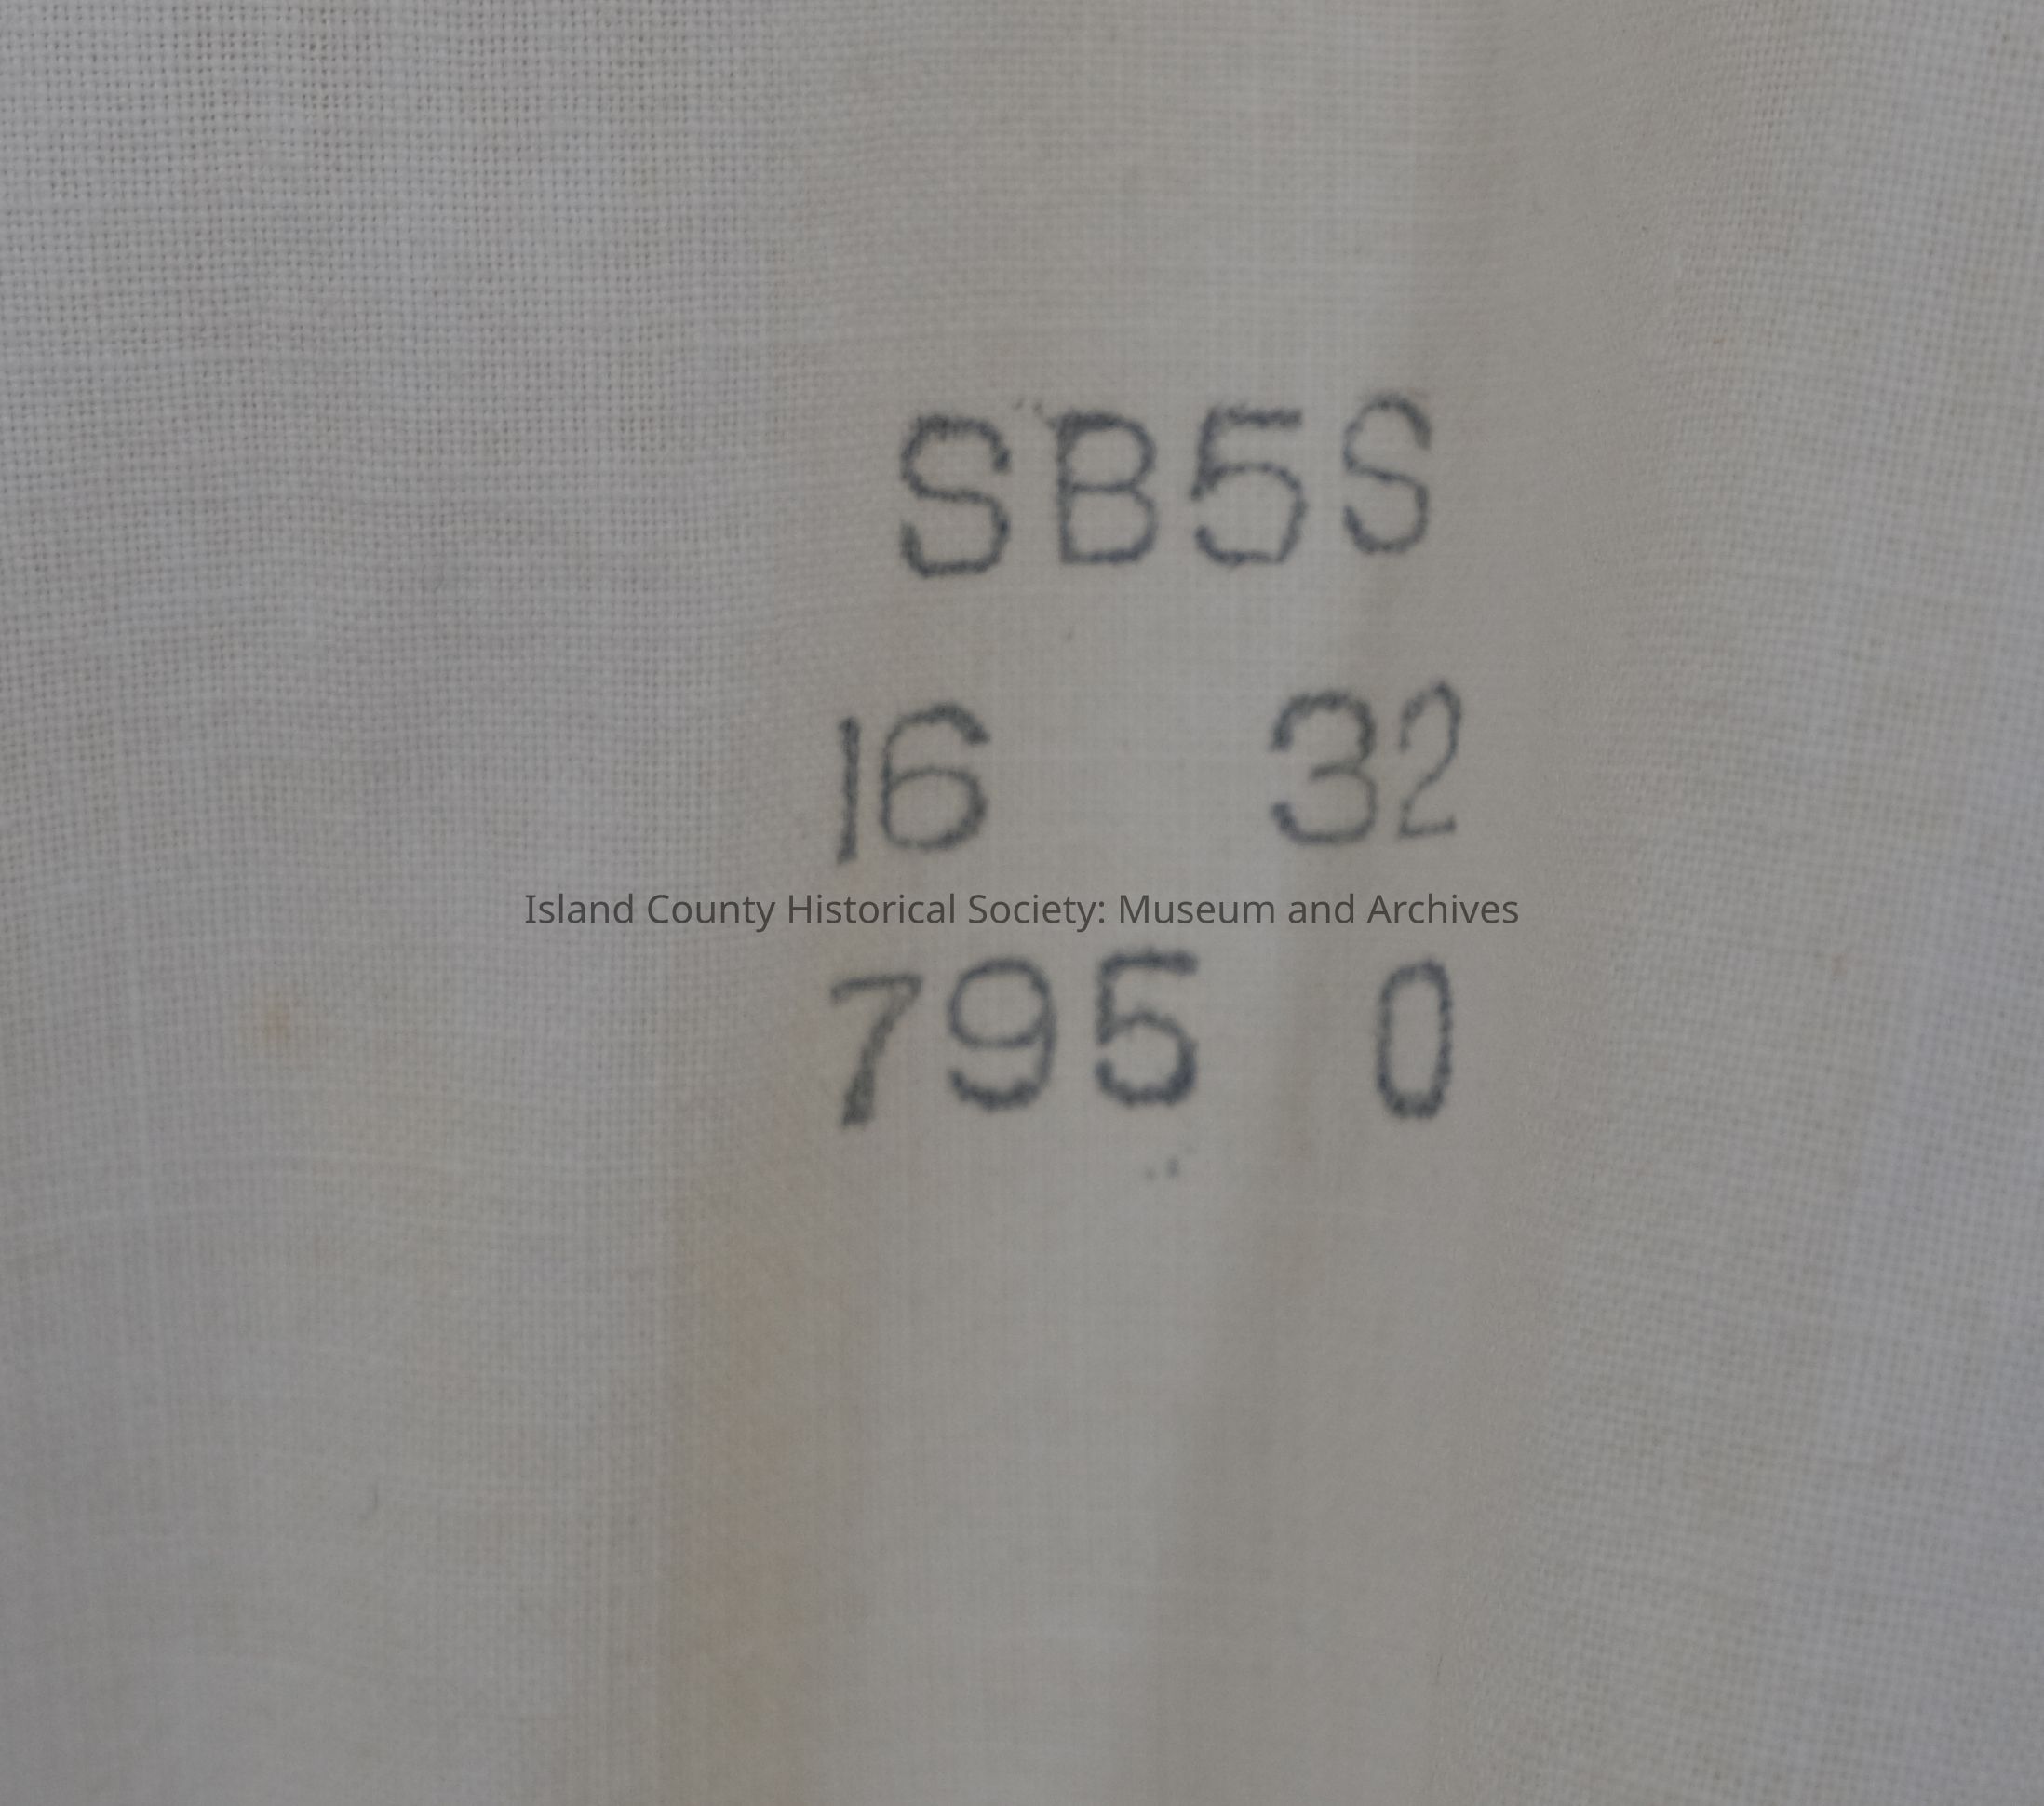 SB5S
16 32
Island County Historical Society: Museum and Archives
795 0